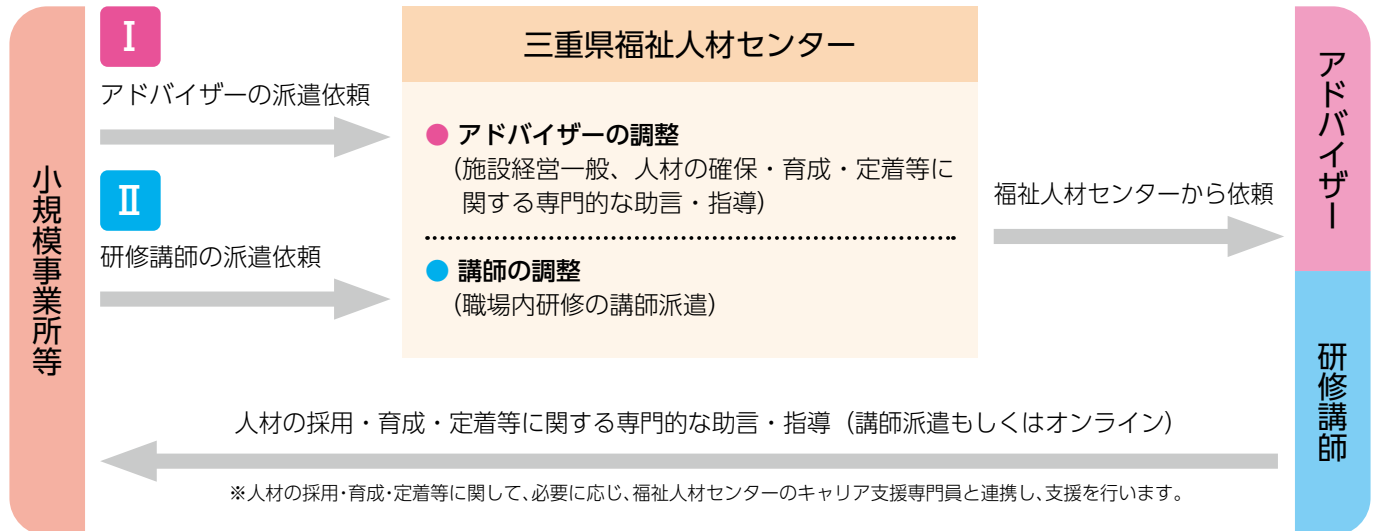 小規模事業所等
Ⅰ
アドバイザーの派遣依頼
Ⅱ
研修講師の派遣依頼
三重県福祉人材センター
● アドバイザーの調整
(施設経営一般、人材の確保・育成・定着等に
関する専門的な助言・指導)
● 講師の調整
(職場内研修の講師派遣)
福祉人材センターから依頼
アドバイザー
研修講師
人材の採用・育成・定着等に関する専門的な助言・指導（講師派遣もしくはオンライン）
※人材の採用・育成・定着等に関して、必要に応じ、福祉人材センターのキャリア支援専門員と連携し、支援を行います。